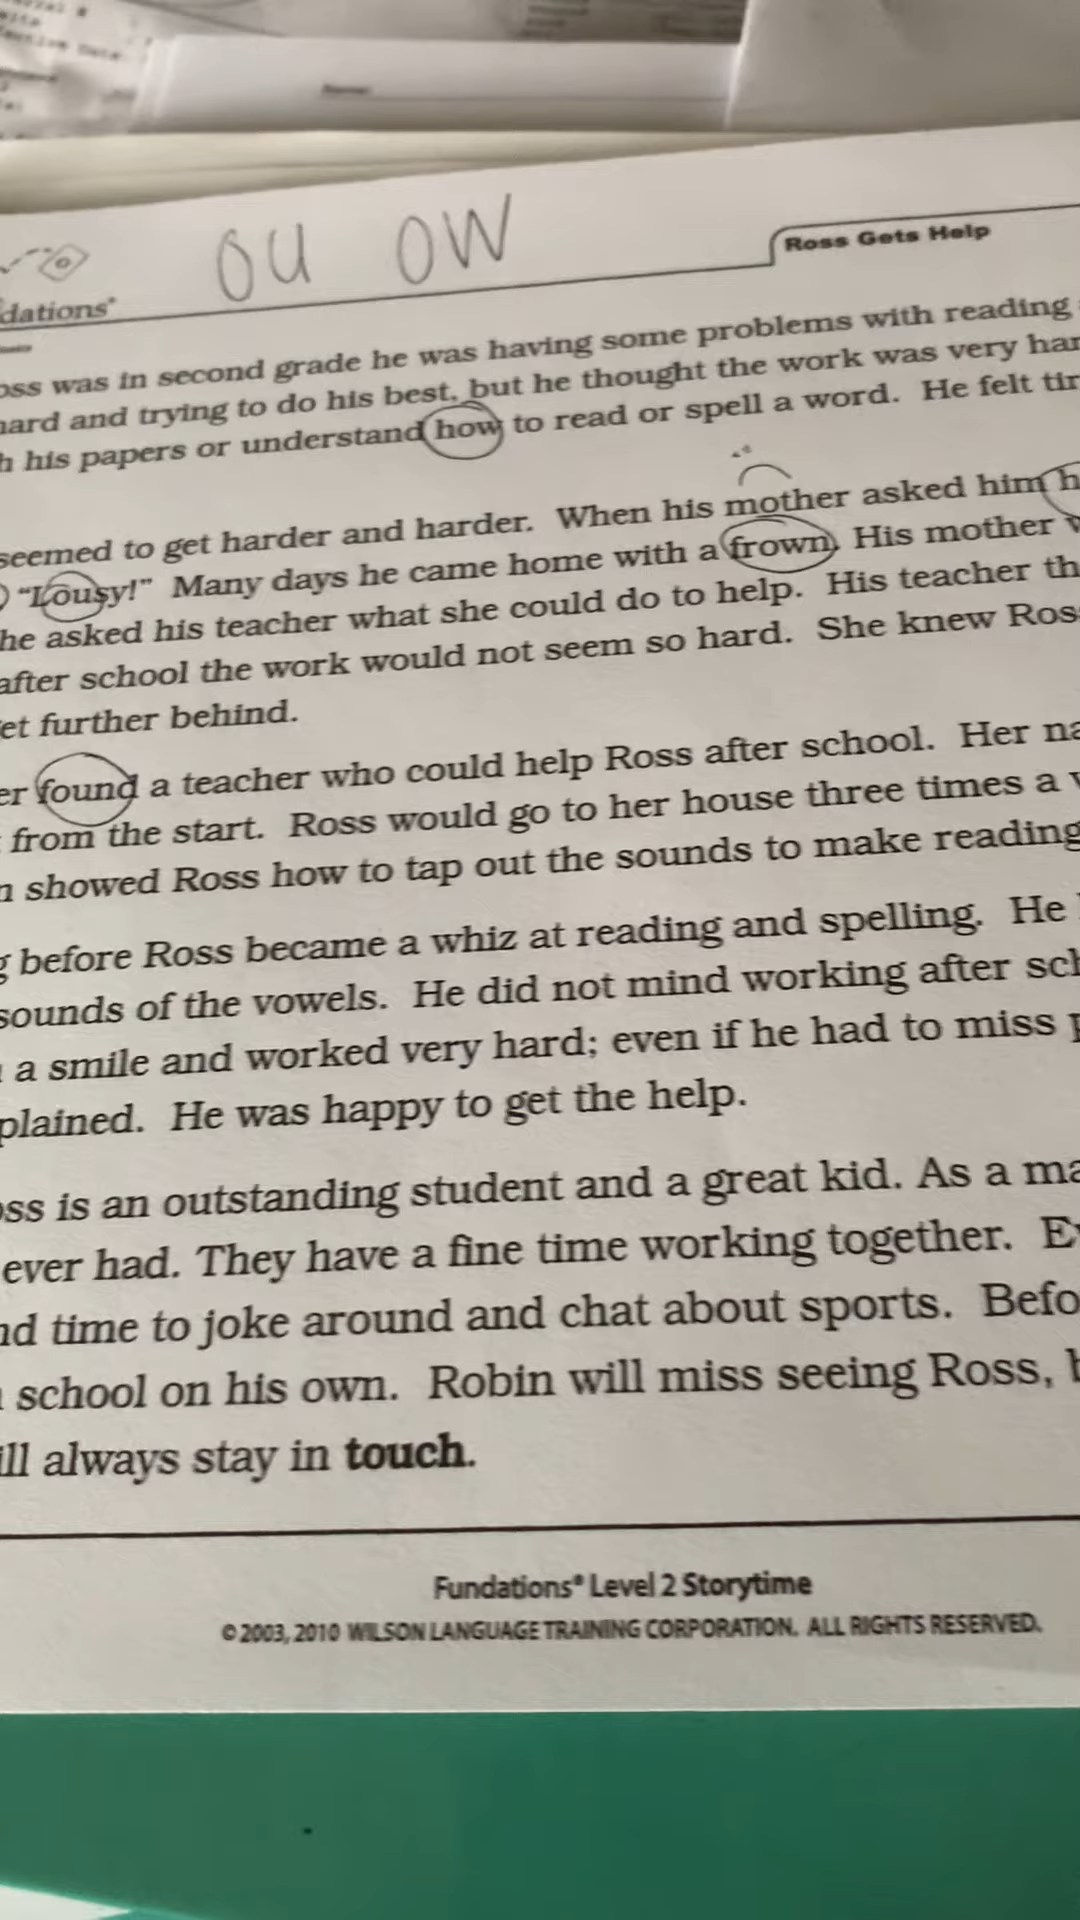 ou ow
Ross Gets Help
dations®
oss was in second grade he was having some problems with reading
hard and trying to do his best, but he thought the work was very har
h his papers or understand how to read or spell a word. He felt tir
seemed to get harder and harder. When his mother asked him h
"Lousy!" Many days he came home with a frown. His mother w
he asked his teacher what she could do to help. His teacher th
after school the work would not seem so hard. She knew Ros
et further behind.
er found a teacher who could help Ross after school. Her na
from the start. Ross would go to her house three times a w
n showed Ross how to tap out the sounds to make reading
g before Ross became a whiz at reading and spelling. He
sounds of the vowels. He did not mind working after sch
a smile and worked very hard; even if he had to miss p
plained. He was happy to get the help.
oss is an outstanding student and a great kid. As a ma
ever had. They have a fine time working together. Ev
nd time to joke around and chat about sports. Befo
school on his own. Robin will miss seeing Ross, b
ill always stay in touch.
Fundations® Level 2 Storytime
© 2003, 2010 WILSON LANGUAGE TRAINING CORPORATION. ALL RIGHTS RESERVED.